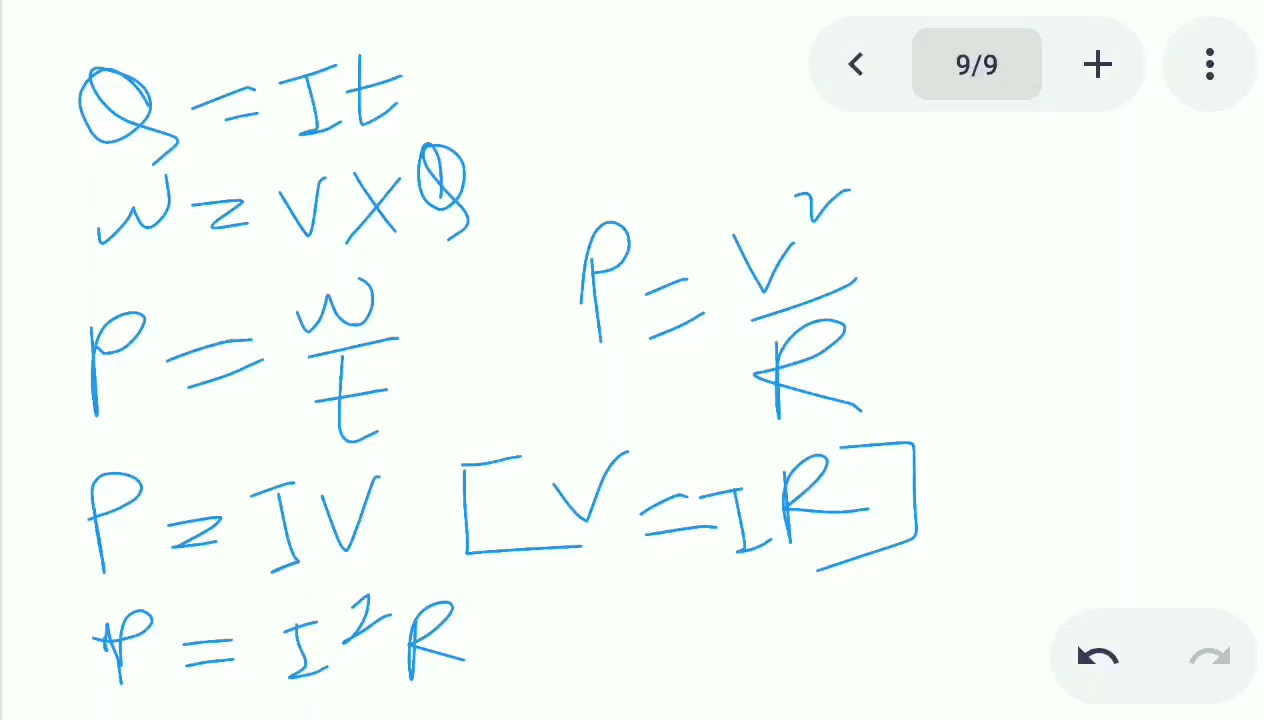 9/9
Q = It
W = V × Q
P = W/t
P = V²/R
P = IV [V = IR]
P = I²R